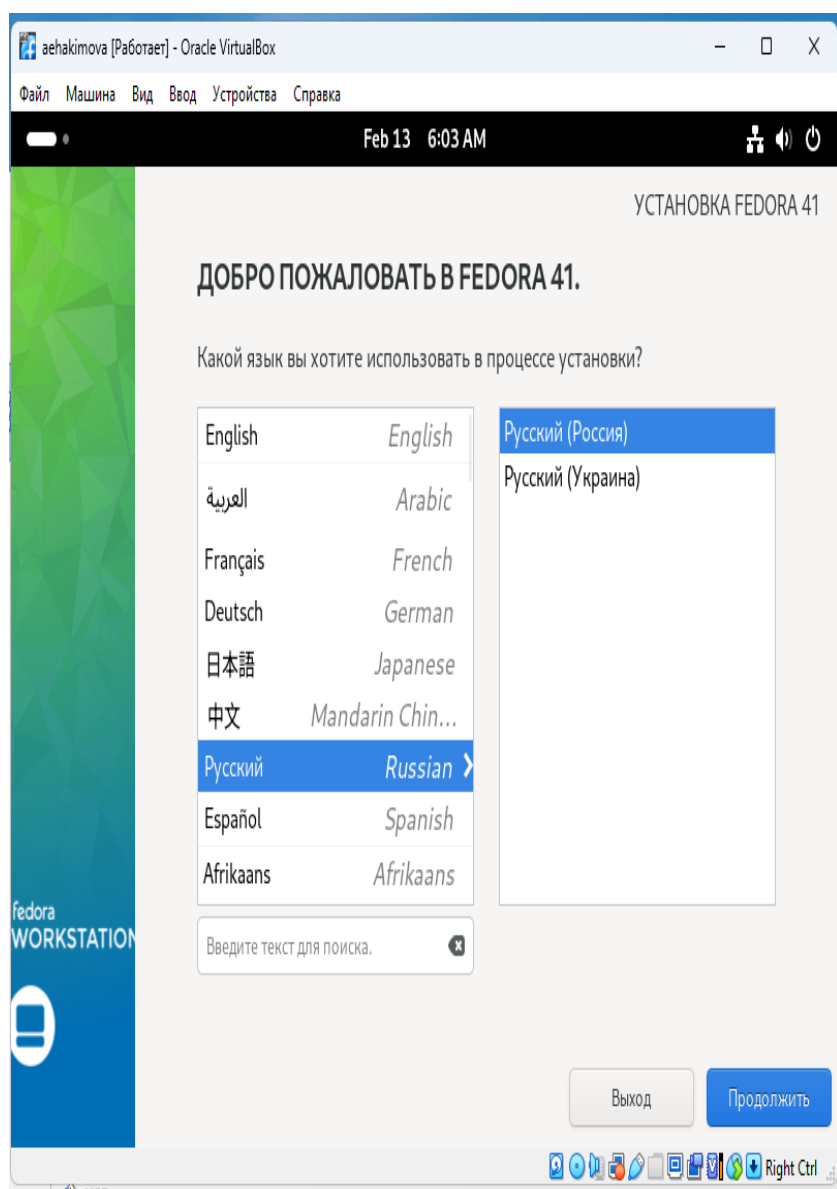 aehakimova [Работает] - Oracle VirtualBox
Файл Машина Вид Ввод Устройства Справка
Feb 13 6:03 AM
УСТАНОВКА FEDORA 41
ДОБРО ПОЖАЛОВАТЬ В FEDORA 41.
Какой язык вы хотите использовать в процессе установки?
English English
العربية Arabic
Français French
Deutsch German
日本語 Japanese
中文 Mandarin Chin...
Русский Russian
Español Spanish
Afrikaans Afrikaans
Русский (Россия)
Русский (Украина)
Введите текст для поиска.
fedora
WORKSTATION
Выход
Продолжить
Right Ctrl